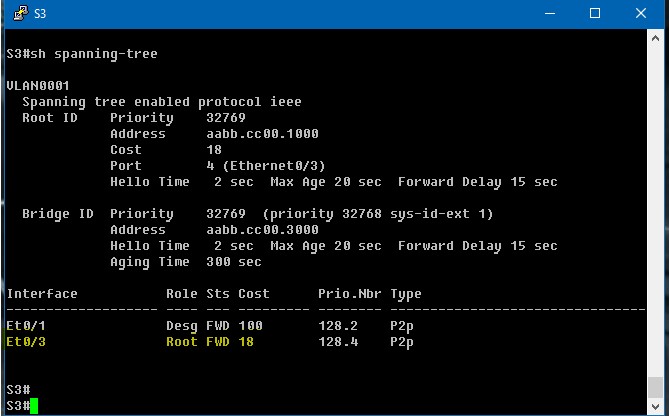 S3
S3#sh spanning-tree
VLAN0001
  Spanning tree enabled protocol ieee
  Root ID    Priority    32769
             Address     aabb.cc00.1000
             Cost        18
             Port        4 (Ethernet0/3)
             Hello Time   2 sec  Max Age 20 sec  Forward Delay 15 sec
  Bridge ID  Priority    32769  (priority 32768 sys-id-ext 1)
             Address     aabb.cc00.3000
             Hello Time   2 sec  Max Age 20 sec  Forward Delay 15 sec
             Aging Time  300 sec
Interface           Role Sts Cost      Prio.Nbr Type
------------------- ---- --- --------- -------- --------------------------------
Et0/1               Desg FWD 100       128.2    P2p
Et0/3               Root FWD 18        128.4    P2p
S3#
S3#